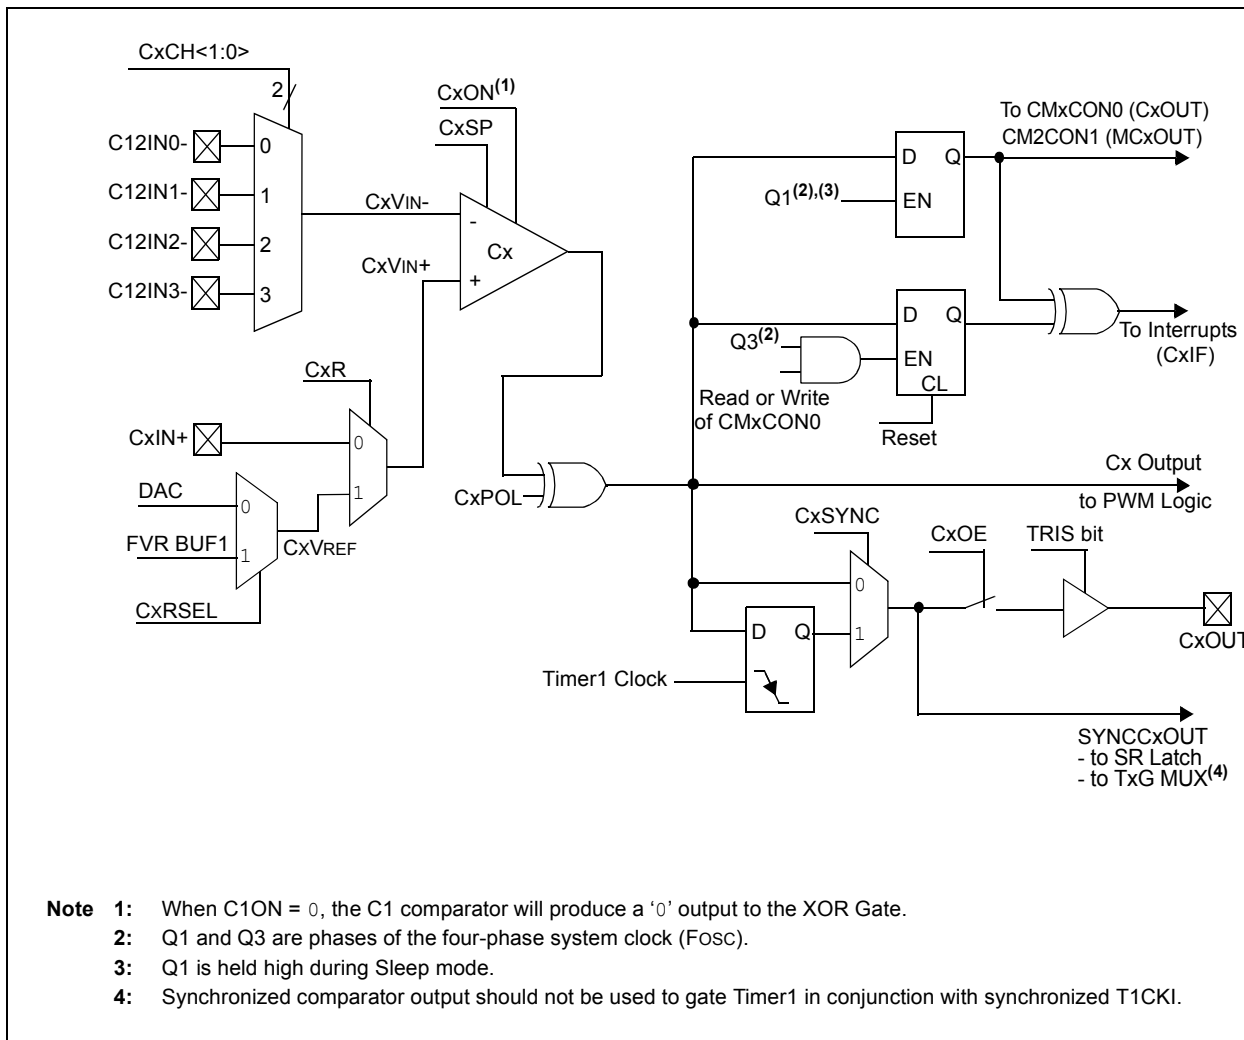 CxCH<1:0>
2
CxON(1)
CxSP
C12IN0-
0
C12IN1-
1
C12IN2-
2
C12IN3-
3
CxVIN-
-
Cx
CxVIN+
+
To CMxCON0 (CxOUT)
CM2CON1 (MCxOUT)
D
Q
Q1(2),(3)
EN
D
Q
Q3(2)
EN
CL
Read or Write
of CMxCON0
Reset
To Interrupts
(CxIF)
CxR
CxIN+
0
1
DAC
0
FVR BUF1
1
CxVREF
CxRSEL
CxPOL
Cx Output
to PWM Logic
CxSYNC
CxOE
TRIS bit
0
D
Q
1
Timer1 Clock
CxOUT
SYNCCxOUT
- to SR Latch
- to TxG MUX(4)
Note 1: When C1ON = 0, the C1 comparator will produce a ‘0’ output to the XOR Gate.
2: Q1 and Q3 are phases of the four-phase system clock (FOSC).
3: Q1 is held high during Sleep mode.
4: Synchronized comparator output should not be used to gate Timer1 in conjunction with synchronized T1CKI.